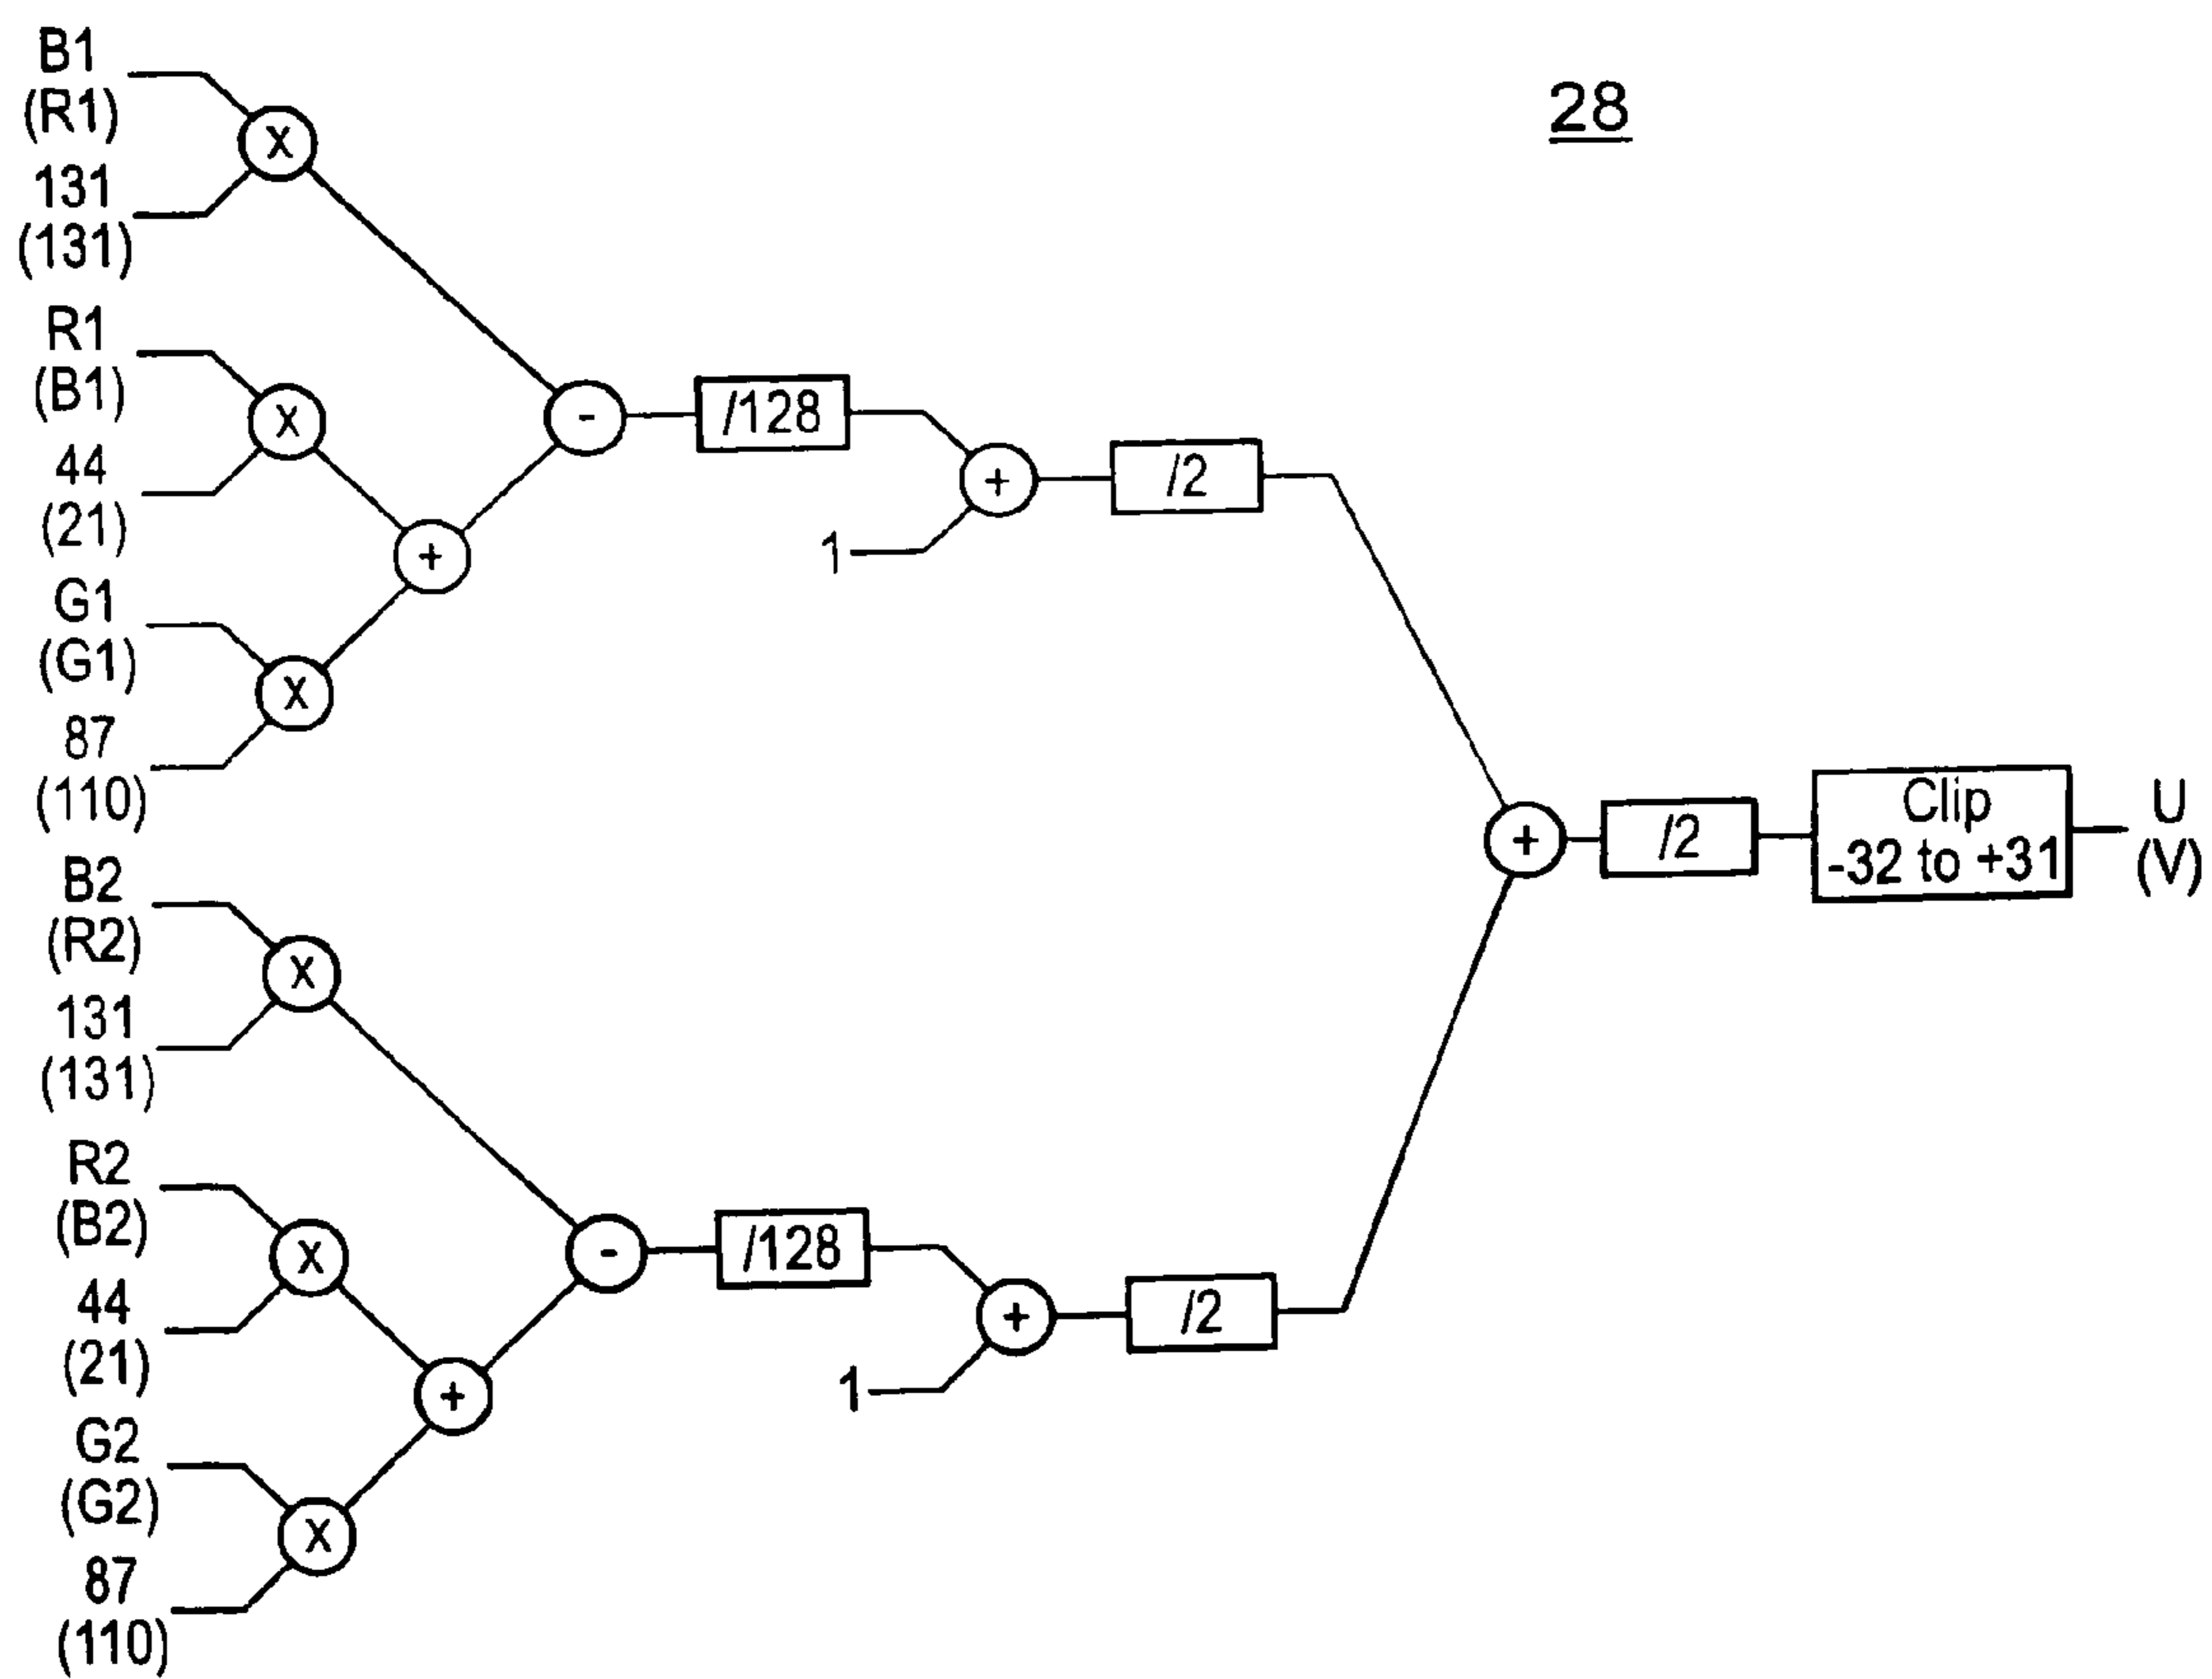 28
B1
(R1)
X
131
(131)
R1
(B1)
X
44
(21)
-
/128
+
/2
1
+
G1
(G1)
X
87
(110)
+
/2
Clip
-32 to +31
U
(V)
B2
(R2)
X
131
(131)
R2
(B2)
X
44
(21)
-
/128
+
/2
1
+
G2
(G2)
X
87
(110)